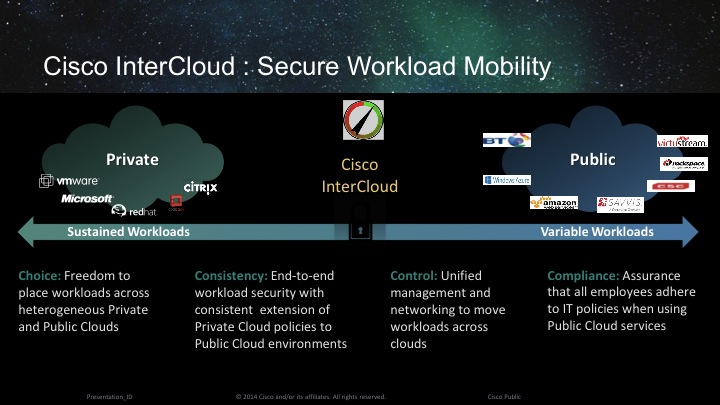 Cisco InterCloud : Secure Workload Mobility
Private
vmware
Microsoft
redhat
CITRIX
Cisco
InterCloud
Public
BT
virtustream
rackspace
Windows Azure
CSC
amazon
SAVVIS
Sustained Workloads
Variable Workloads
Choice: Freedom to
place workloads across
heterogeneous Private
and Public Clouds
Consistency: End-to-end
workload security with
consistent extension of
Private Cloud policies to
Public Cloud environments
Control: Unified
management and
networking to move
workloads across
clouds
Compliance: Assurance
that all employees adhere
to IT policies when using
Public Cloud services
Presentation_ID
© 2014 Cisco and/or its affiliates. All rights reserved.
Cisco Public